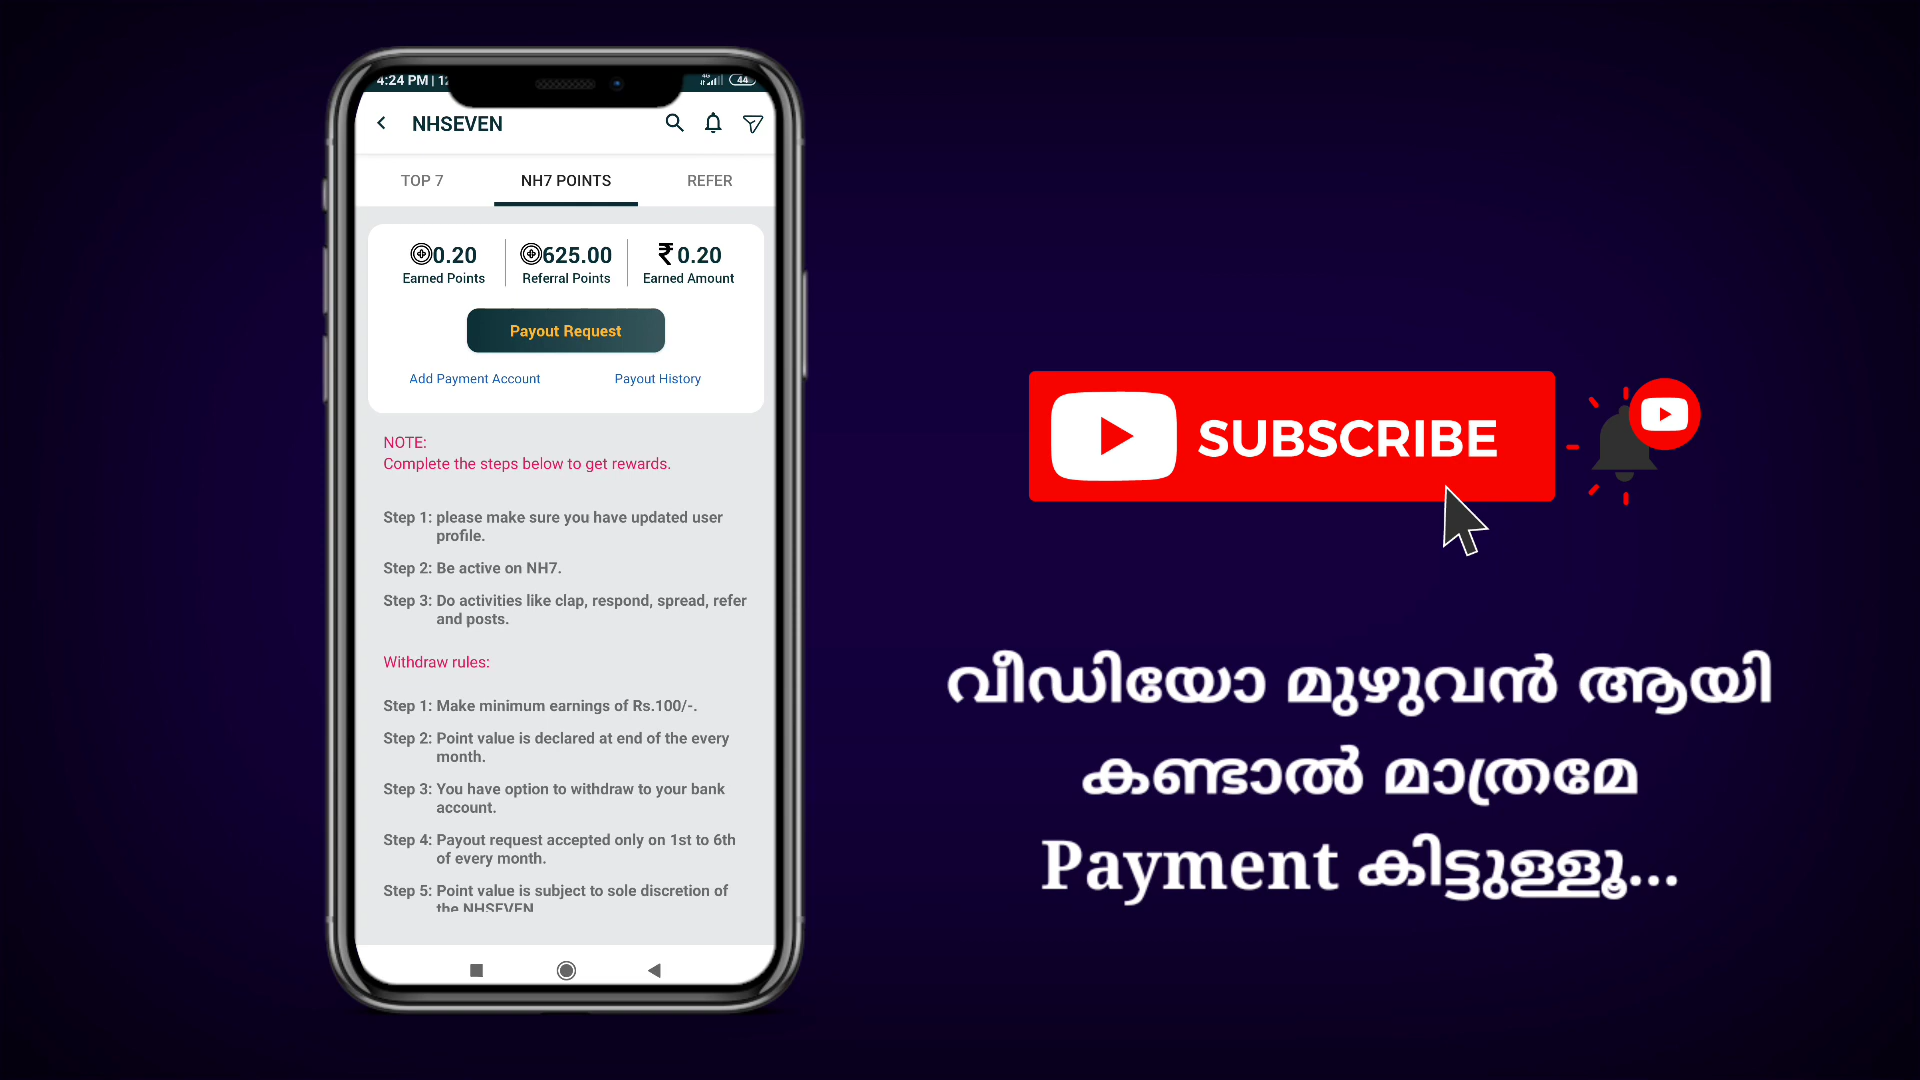 4:24 PM | 12
4G
44
NHSEVEN
TOP 7
NH7 POINTS
REFER
0.20
625.00
₹ 0.20
Earned Points
Referral Points
Earned Amount
Payout Request
Add Payment Account
Payout History
NOTE:
Complete the steps below to get rewards.
Step 1: please make sure you have updated user
profile.
Step 2: Be active on NH7.
Step 3: Do activities like clap, respond, spread, refer
and posts.
Withdraw rules:
Step 1: Make minimum earnings of Rs.100/-.
Step 2: Point value is declared at end of the every
month.
Step 3: You have option to withdraw to your bank
account.
Step 4: Payout request accepted only on 1st to 6th
of every month.
Step 5: Point value is subject to sole discretion of
the NHSEVEN
SUBSCRIBE
വീഡിയോ മുഴുവൻ ആയി
കണ്ടാൽ മാത്രമേ
Payment കിട്ടുള്ളൂ...